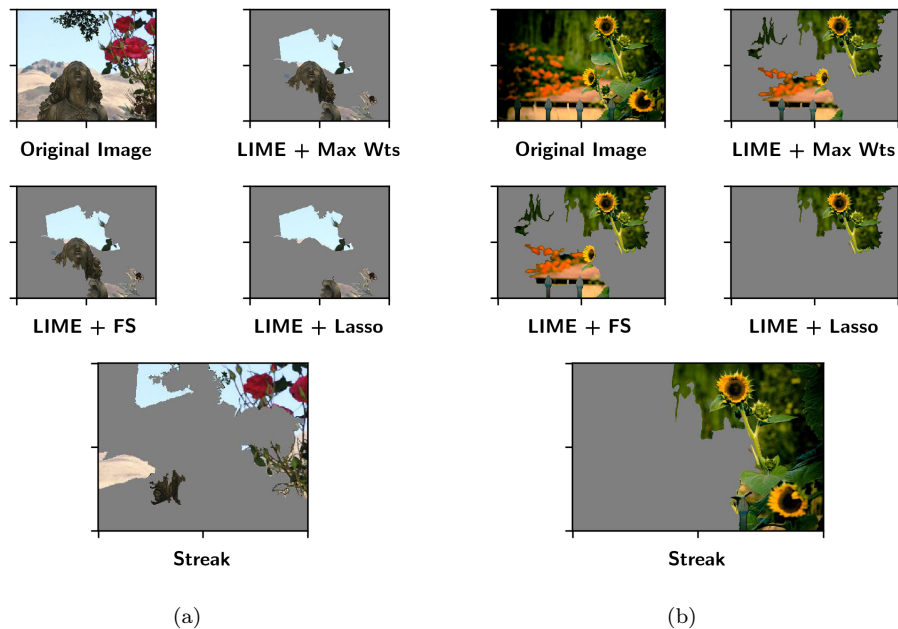 Original Image
LIME + Max Wts
LIME + FS
LIME + Lasso
Streak
(a)
Original Image
LIME + Max Wts
LIME + FS
LIME + Lasso
Streak
(b)